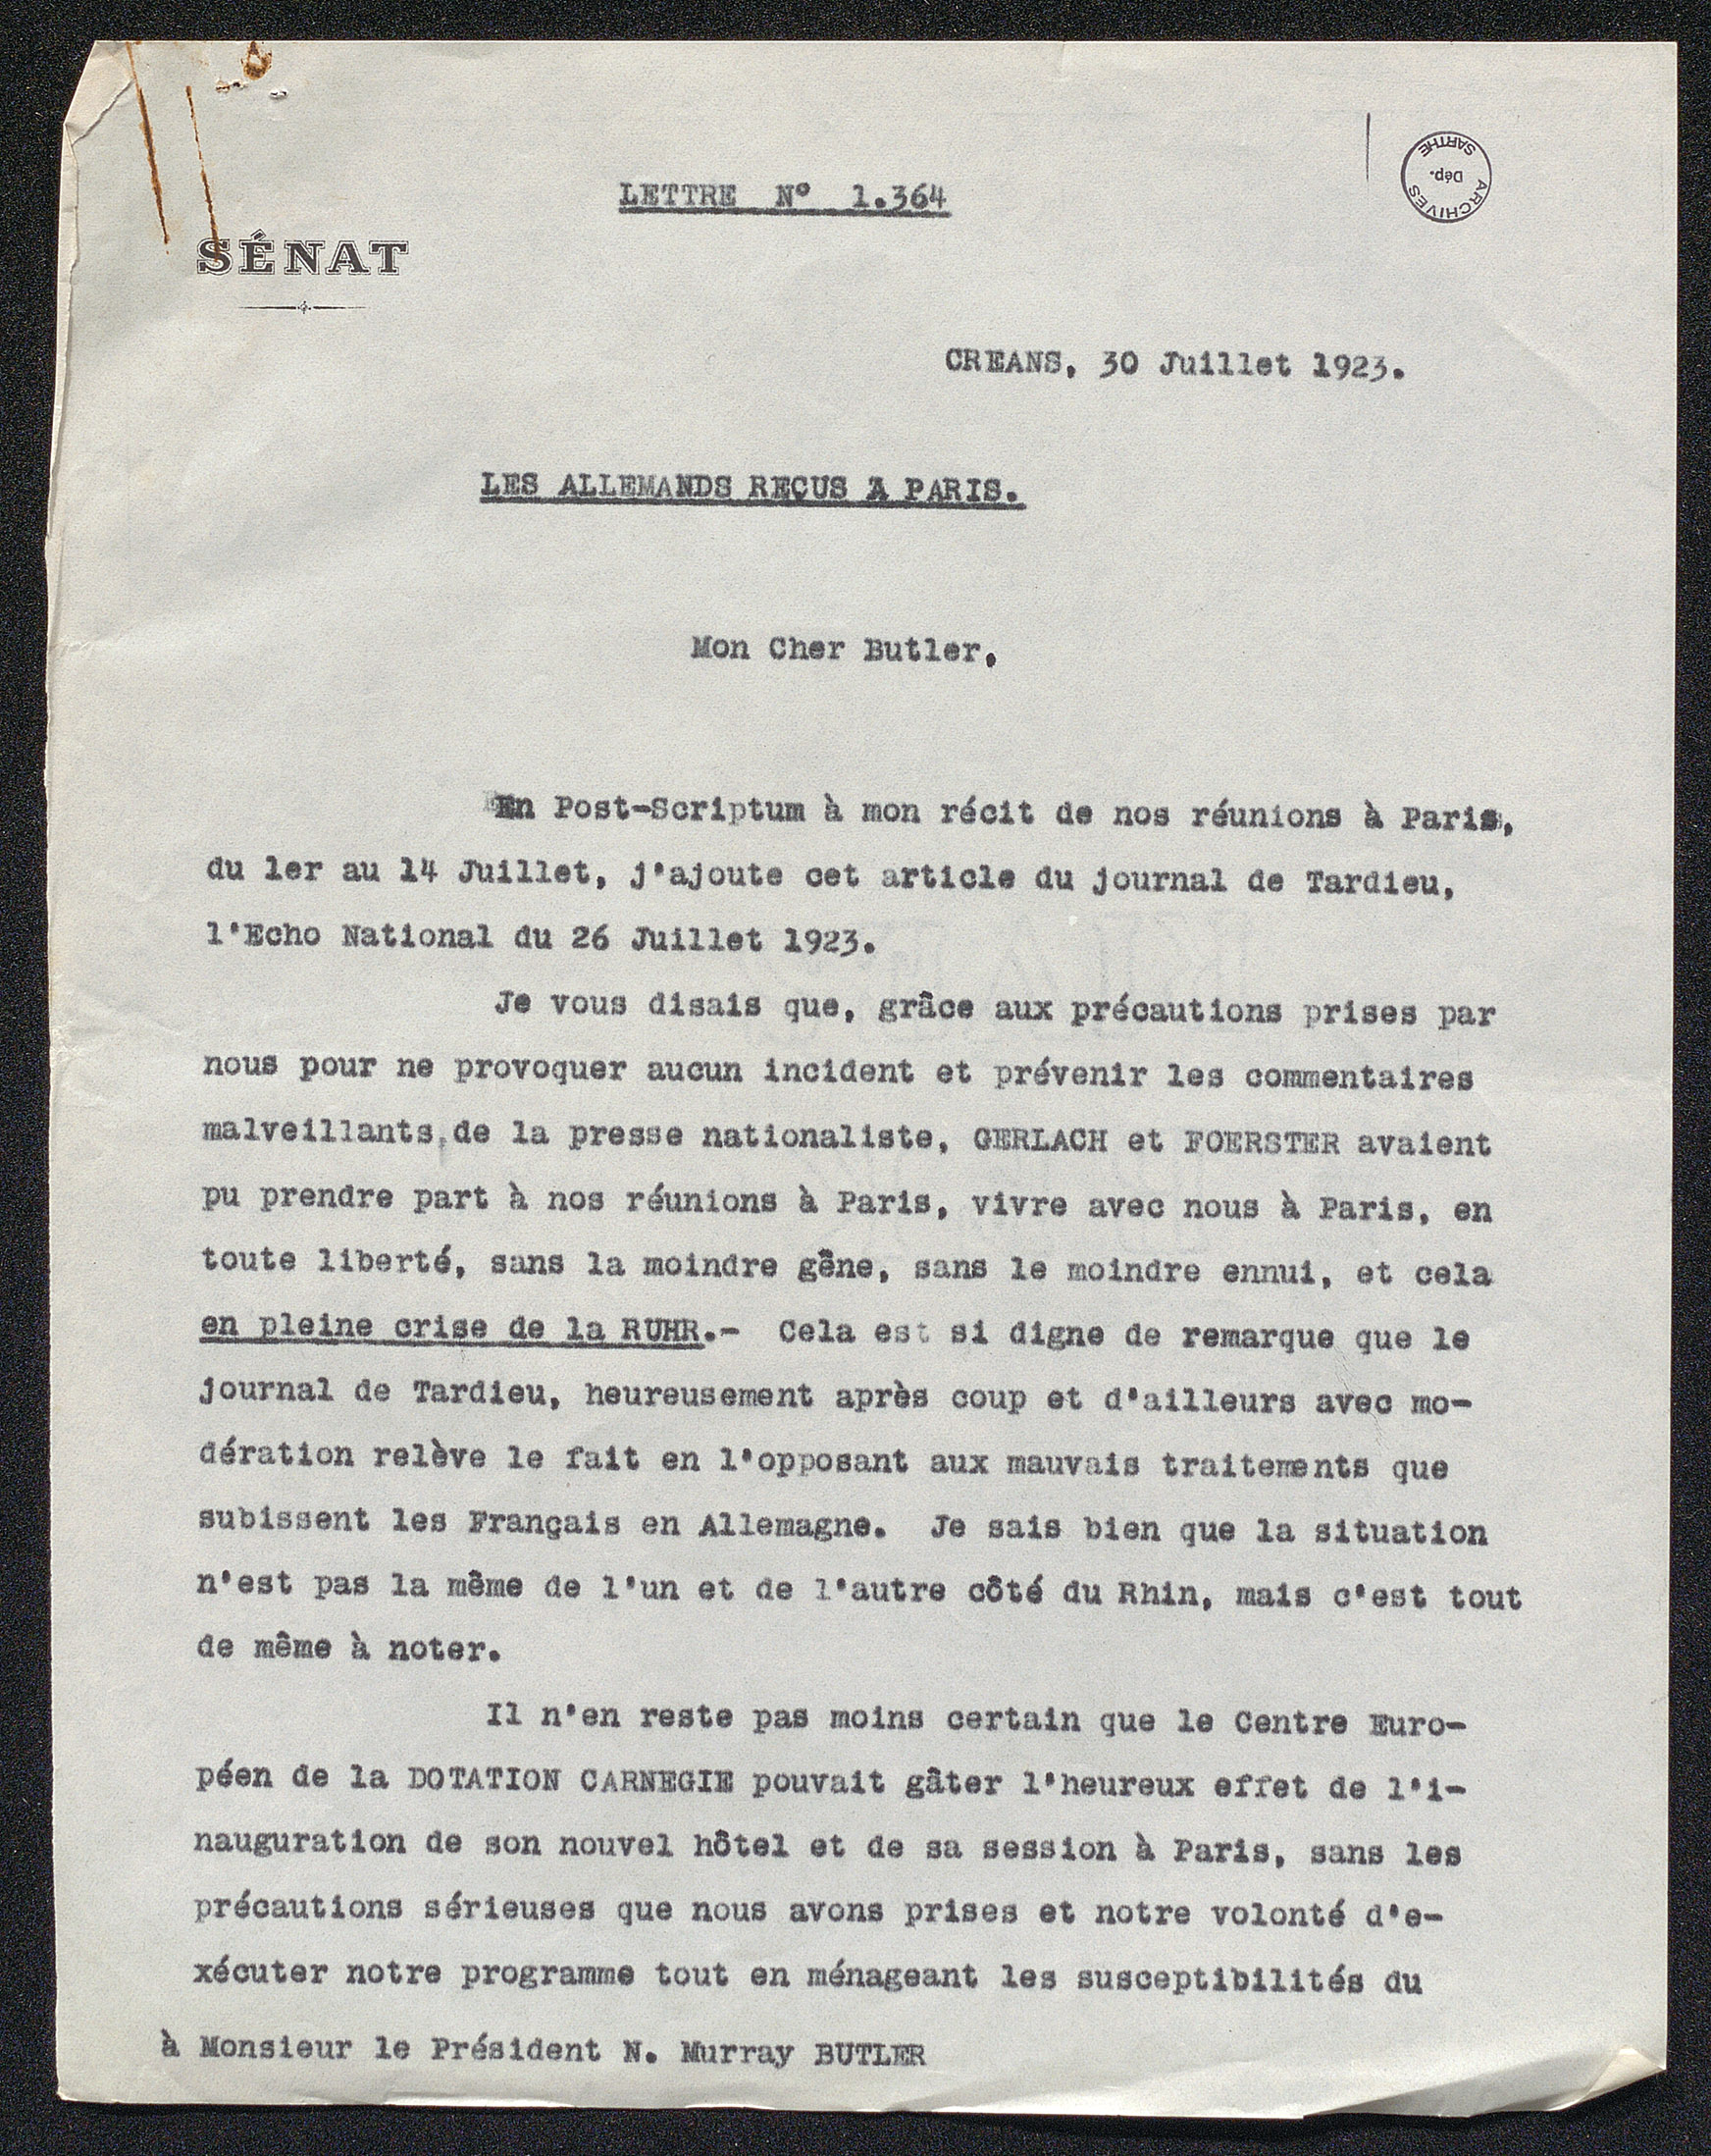 LETTRE N° 1.364
ARCHIVES
Dép.
SARTHE
SÉNAT
CREANS, 30 Juillet 1923.
LES ALLEMANDS REÇUS A PARIS.
Mon Cher Butler,
En Post-Scriptum à mon récit de nos réunions à Paris,
du 1er au 14 Juillet, j'ajoute cet article du journal de Tardieu,
l'Echo National du 26 Juillet 1923.
Je vous disais que, grâce aux précautions prises par
nous pour ne provoquer aucun incident et prévenir les commentaires
malveillants,de la presse nationaliste, GERLACH et FOERSTER avaient
pu prendre part à nos réunions à Paris, vivre avec nous à Paris, en
toute liberté, sans la moindre gêne, sans le moindre ennui, et cela
en pleine crise de la RUHR.- Cela est si digne de remarque que le
journal de Tardieu, heureusement après coup et d'ailleurs avec mo-
dération relève le fait en l'opposant aux mauvais traitements que
subissent les Français en Allemagne. Je sais bien que la situation
n'est pas la même de l'un et de l'autre côté du Rhin, mais c'est tout
de même à noter.
Il n'en reste pas moins certain que le Centre Euro-
péen de la DOTATION CARNEGIE pouvait gâter l'heureux effet de l'i-
nauguration de son nouvel hôtel et de sa session à Paris, sans les
précautions sérieuses que nous avons prises et notre volonté d'e-
xécuter notre programme tout en ménageant les susceptibilités du
à Monsieur le Président N. Murray BUTLER